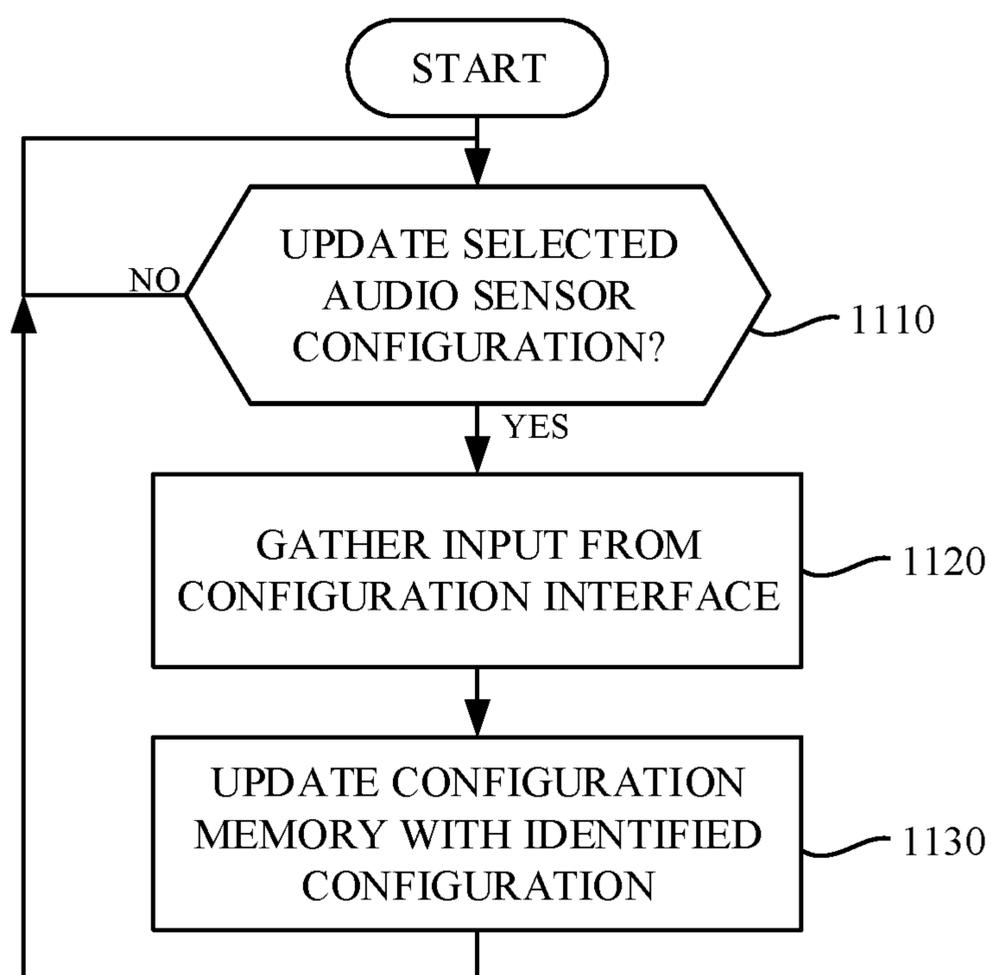 START
UPDATE SELECTED
AUDIO SENSOR
CONFIGURATION?
NO
1110
YES
GATHER INPUT FROM
CONFIGURATION INTERFACE
1120
UPDATE CONFIGURATION
MEMORY WITH IDENTIFIED
CONFIGURATION
1130